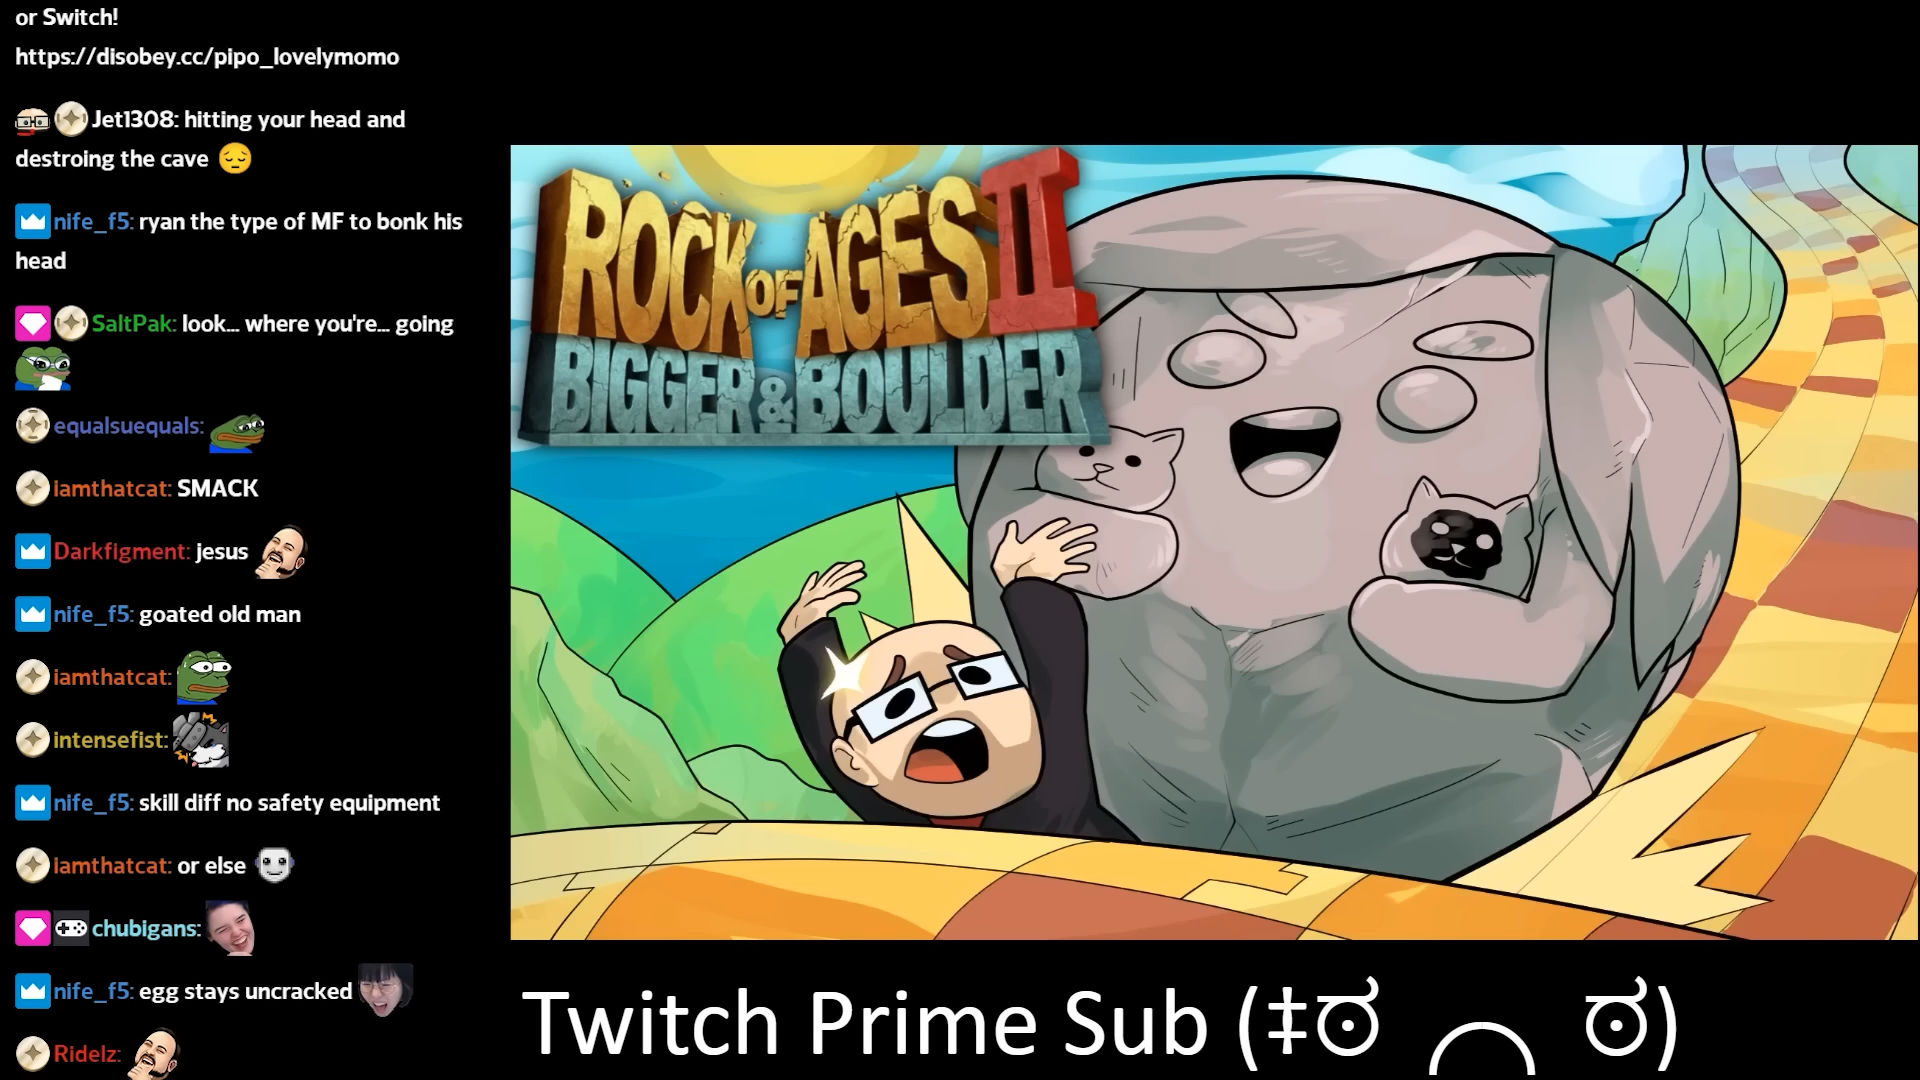 or Switch!
https://disobey.cc/pipo_lovelymomo
Jet1308: hitting your head and
destroing the cave 😔
nife_f5: ryan the type of MF to bonk his
head
SaltPak: look... where you're... going
equalsuequals:
iamthatcat: SMACK
Darkfigment: jesus
nife_f5: goated old man
iamthatcat:
intensefist:
nife_f5: skill diff no safety equipment
iamthatcat: or else
chubigans:
nife_f5: egg stays uncracked
Ridelz:
ROCK OF AGES II
BIGGER & BOULDER
Twitch Prime Sub (‡ಠ ╭╮ ಠ)